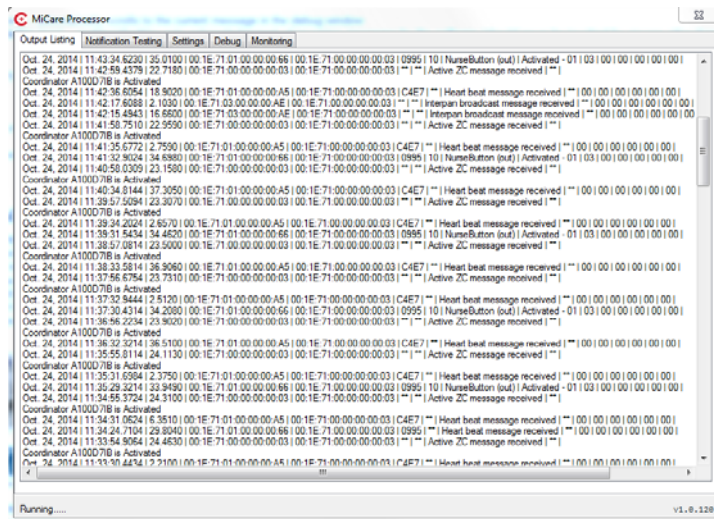 MiCare Processor
Output Listing Notification Testing Settings Debug Monitoring
Oct. 24, 2014 | 11:43:34.6230 | 35.0100 | 00:1E:71:01:00:00:00:66 | 00:1E:71:00:00:00:00:03 | 0995 | 10 | NurseButton (out) | Activated - 01 | 03 | 00 | 00 | 00 | 00 | 00 |
Oct. 24, 2014 | 11:42:59.4379 | 22.7180 | 00:1E:71:00:00:00:00:03 | 00:1E:71:00:00:00:00:03 | "" | "" | Active ZC message received | "" |
Coordinator A100D7IB is Activated
Oct. 24, 2014 | 11:42:36.6054 | 18.9020 | 00:1E:71:01:00:00:00:A5 | 00:1E:71:00:00:00:00:03 | C4E7 | "" | Heart beat message received | "" | 00 | 00 | 00 | 00 | 00 | 00 |
Oct. 24, 2014 | 11:42:17.6088 | 2.1030 | 00:1E:71:03:00:00:00:AE | 00:1E:71:00:00:00:00:03 | "" | "" | Interpan broadcast message received | "" | 00 | 00 | 00 | 00 | 00 | 00 |
Oct. 24, 2014 | 11:42:15.4943 | 16.6600 | 00:1E:71:03:00:00:00:AE | 00:1E:71:00:00:00:00:03 | "" | "" | Interpan broadcast message received | "" | 00 | 00 | 00 | 00 | 00 | 00
Oct. 24, 2014 | 11:41:58.7510 | 22.9590 | 00:1E:71:00:00:00:00:03 | 00:1E:71:00:00:00:00:03 | "" | "" | Active ZC message received | "" |
Coordinator A100D7IB is Activated
Oct. 24, 2014 | 11:41:35.6772 | 2.7590 | 00:1E:71:01:00:00:00:A5 | 00:1E:71:00:00:00:00:03 | C4E7 | "" | Heart beat message received | "" | 00 | 00 | 00 | 00 | 00 | 00 |
Oct. 24, 2014 | 11:41:32.9024 | 34.6980 | 00:1E:71:01:00:00:00:66 | 00:1E:71:00:00:00:00:03 | 0995 | 10 | NurseButton (out) | Activated - 01 | 03 | 00 | 00 | 00 | 00 | 00 |
Oct. 24, 2014 | 11:40:58.0309 | 23.1580 | 00:1E:71:00:00:00:00:03 | 00:1E:71:00:00:00:00:03 | "" | "" | Active ZC message received | "" |
Coordinator A100D7IB is Activated
Oct. 24, 2014 | 11:40:34.8144 | 37.3050 | 00:1E:71:01:00:00:00:A5 | 00:1E:71:00:00:00:00:03 | C4E7 | "" | Heart beat message received | "" | 00 | 00 | 00 | 00 | 00 | 00 |
Oct. 24, 2014 | 11:39:57.5094 | 23.3070 | 00:1E:71:00:00:00:00:03 | 00:1E:71:00:00:00:00:03 | "" | "" | Active ZC message received | "" |
Coordinator A100D7IB is Activated
Oct. 24, 2014 | 11:39:34.2024 | 2.6570 | 00:1E:71:01:00:00:00:A5 | 00:1E:71:00:00:00:00:03 | C4E7 | "" | Heart beat message received | "" | 00 | 00 | 00 | 00 | 00 | 00 |
Oct. 24, 2014 | 11:39:31.5434 | 34.4620 | 00:1E:71:01:00:00:00:66 | 00:1E:71:00:00:00:00:03 | 0995 | 10 | NurseButton (out) | Activated - 01 | 03 | 00 | 00 | 00 | 00 | 00 |
Oct. 24, 2014 | 11:38:57.0814 | 23.5000 | 00:1E:71:00:00:00:00:03 | 00:1E:71:00:00:00:00:03 | "" | "" | Active ZC message received | "" |
Coordinator A100D7IB is Activated
Oct. 24, 2014 | 11:38:33.5814 | 36.9060 | 00:1E:71:01:00:00:00:A5 | 00:1E:71:00:00:00:00:03 | C4E7 | "" | Heart beat message received | "" | 00 | 00 | 00 | 00 | 00 | 00 |
Oct. 24, 2014 | 11:37:56.6754 | 23.7310 | 00:1E:71:00:00:00:00:03 | 00:1E:71:00:00:00:00:03 | "" | "" | Active ZC message received | "" |
Coordinator A100D7IB is Activated
Oct. 24, 2014 | 11:37:32.9444 | 2.5120 | 00:1E:71:01:00:00:00:A5 | 00:1E:71:00:00:00:00:03 | C4E7 | "" | Heart beat message received | "" | 00 | 00 | 00 | 00 | 00 | 00 |
Oct. 24, 2014 | 11:37:30.4314 | 34.2080 | 00:1E:71:01:00:00:00:66 | 00:1E:71:00:00:00:00:03 | 0995 | 10 | NurseButton (out) | Activated - 01 | 03 | 00 | 00 | 00 | 00 | 00 |
Oct. 24, 2014 | 11:36:56.2234 | 23.9020 | 00:1E:71:00:00:00:00:03 | 00:1E:71:00:00:00:00:03 | "" | "" | Active ZC message received | "" |
Coordinator A100D7IB is Activated
Oct. 24, 2014 | 11:36:32.3214 | 36.5100 | 00:1E:71:01:00:00:00:A5 | 00:1E:71:00:00:00:00:03 | C4E7 | "" | Heart beat message received | "" | 00 | 00 | 00 | 00 | 00 | 00 |
Oct. 24, 2014 | 11:35:55.8114 | 24.1130 | 00:1E:71:00:00:00:00:03 | 00:1E:71:00:00:00:00:03 | "" | "" | Active ZC message received | "" |
Coordinator A100D7IB is Activated
Oct. 24, 2014 | 11:35:31.6984 | 2.3750 | 00:1E:71:01:00:00:00:A5 | 00:1E:71:00:00:00:00:03 | C4E7 | "" | Heart beat message received | "" | 00 | 00 | 00 | 00 | 00 | 00 |
Oct. 24, 2014 | 11:35:29.3214 | 33.9490 | 00:1E:71:01:00:00:00:66 | 00:1E:71:00:00:00:00:03 | 0995 | 10 | NurseButton (out) | Activated - 01 | 03 | 00 | 00 | 00 | 00 | 00 |
Oct. 24, 2014 | 11:34:55.3724 | 24.3100 | 00:1E:71:00:00:00:00:03 | 00:1E:71:00:00:00:00:03 | "" | "" | Active ZC message received | "" |
Coordinator A100D7IB is Activated
Oct. 24, 2014 | 11:34:31.0624 | 6.3510 | 00:1E:71:01:00:00:00:A5 | 00:1E:71:00:00:00:00:03 | C4E7 | "" | Heart beat message received | "" | 00 | 00 | 00 | 00 | 00 | 00 |
Oct. 24, 2014 | 11:34:24.7104 | 29.8040 | 00:1E:71:01:00:00:00:66 | 00:1E:71:00:00:00:00:03 | 0995 | "" | Heart beat message received | "" | 00 | 00 | 00 | 00 | 00 | 00 |
Oct. 24, 2014 | 11:33:54.9064 | 24.4630 | 00:1E:71:00:00:00:00:03 | 00:1E:71:00:00:00:00:03 | "" | "" | Active ZC message received | "" |
Coordinator A100D7IB is Activated
Oct. 24, 2014 | 11:33:30.4434 | 2.2100 | 00:1E:71:01:00:00:00:A5 | 00:1E:71:00:00:00:00:03 | C4E7 | "" | Heart beat message received | "" | 00 | 00 | 00 | 00 | 00 | 00 |
Running.....
v1.0.120